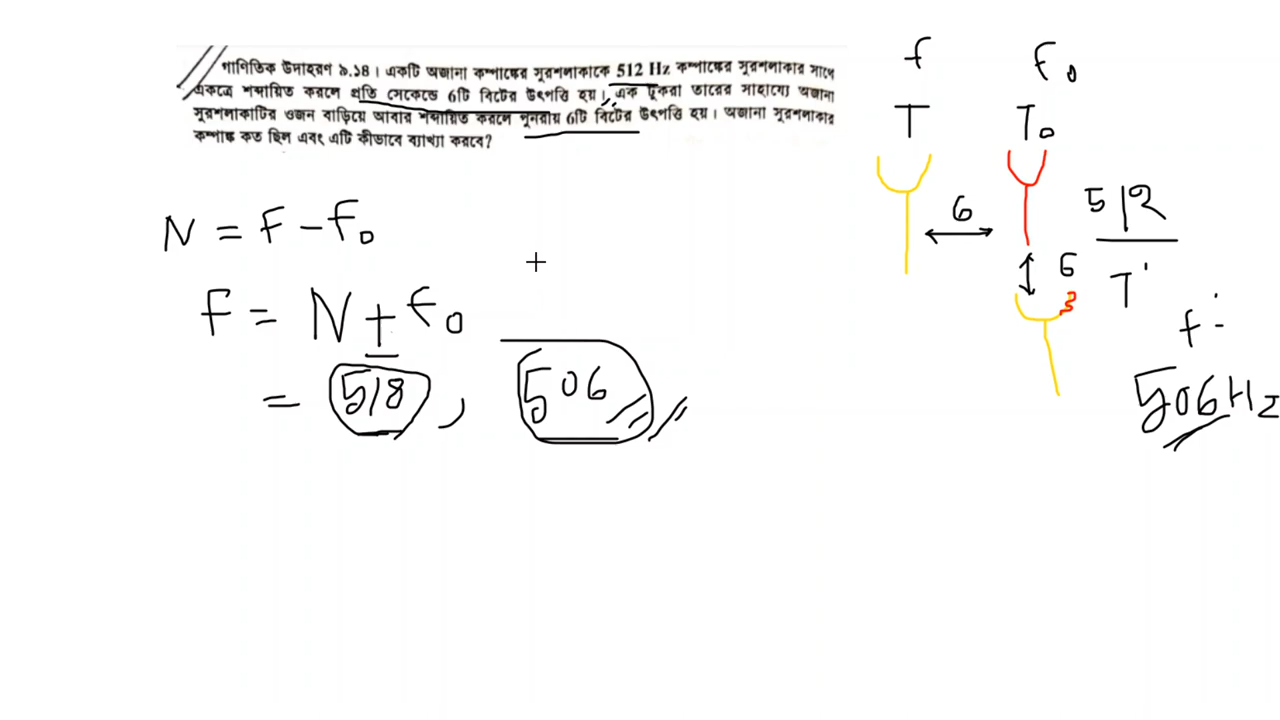 গাণিতিক উদাহরণ ৯.১৪। একটি অজানা কম্পাঙ্কের সুরশলাকাকে 512 Hz কম্পাঙ্কের সুরশলাকার সাথে
একত্রে শব্দায়িত করলে প্রতি সেকেন্ডে 6টি বিটের উৎপত্তি হয়। এক টুকরা তারের সাহায্যে অজানা
সুরশলাকাটির ওজন বাড়িয়ে আবার শব্দায়িত করলে পুনরায় 6টি বিটের উৎপত্তি হয়। অজানা সুরশলাকার
কম্পাঙ্ক কত ছিল এবং এটি কীভাবে ব্যাখ্যা করবে?
N = F - f₀
F = N + f₀
= 518, 506
f f₀
T T₀
6
512
T'
6
f' =
506 Hz